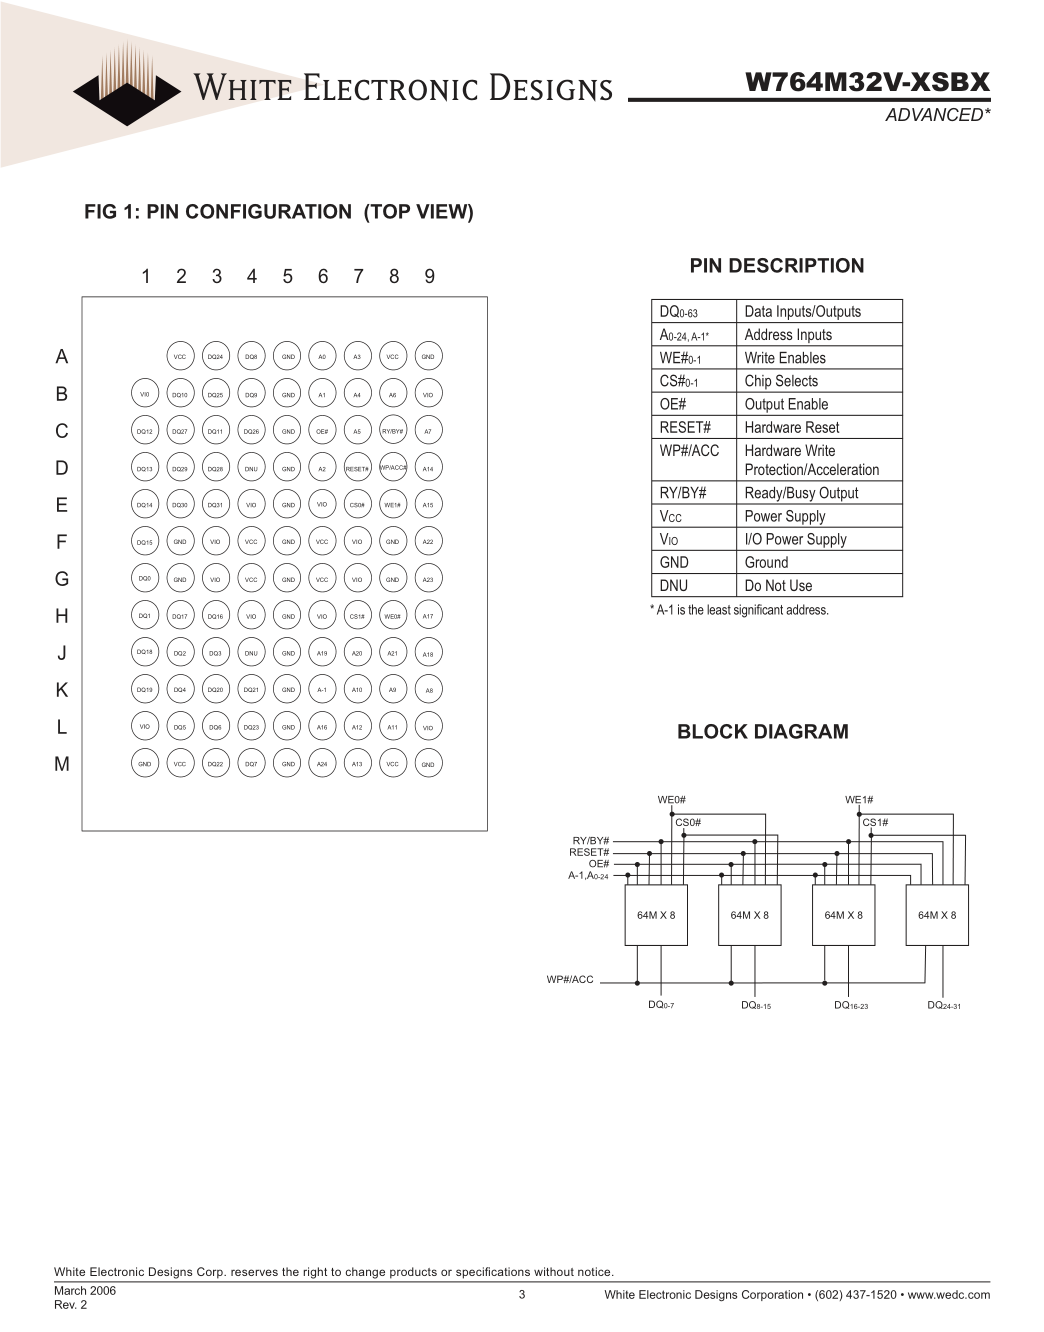 WHITE ELECTRONIC DESIGNS
W764M32V-XSBX
ADVANCED*
FIG 1: PIN CONFIGURATION (TOP VIEW)
1 2 3 4 5 6 7 8 9
A VCC DQ24 DQ8 GND A0 A3 VCC GND
B VI0 DQ10 DQ25 DQ9 GND A1 A4 A6 VIO
C DQ12 DQ27 DQ11 DQ26 GND OE# A5 RY/BY# A7
D DQ13 DQ29 DQ28 DNU GND A2 RESET# WP/ACC# A14
E DQ14 DQ30 DQ31 VIO GND VIO CS0# WE1# A15
F DQ15 GND VIO VCC GND VCC VIO GND A22
G DQ0 GND VIO VCC GND VCC VIO GND A23
H DQ1 DQ17 DQ16 VIO GND VIO CS1# WE0# A17
J DQ18 DQ2 DQ3 DNU GND A19 A20 A21 A18
K DQ19 DQ4 DQ20 DQ21 GND A-1 A10 A9 A8
L VIO DQ5 DQ6 DQ23 GND A16 A12 A11 VIO
M GND VCC DQ22 DQ7 GND A24 A13 VCC GND
PIN DESCRIPTION
DQ0-63 Data Inputs/Outputs
A0-24, A-1* Address Inputs
WE#0-1 Write Enables
CS#0-1 Chip Selects
OE# Output Enable
RESET# Hardware Reset
WP#/ACC Hardware Write
Protection/Acceleration
RY/BY# Ready/Busy Output
VCC Power Supply
VIO I/O Power Supply
GND Ground
DNU Do Not Use
* A-1 is the least significant address.
BLOCK DIAGRAM
WE0# WE1#
CS0# CS1#
RY/BY#
RESET#
OE#
A-1,A0-24
64M X 8 64M X 8 64M X 8 64M X 8
WP#/ACC
DQ0-7 DQ8-15 DQ16-23 DQ24-31
White Electronic Designs Corp. reserves the right to change products or specifications without notice.
March 2006
Rev. 2
3
White Electronic Designs Corporation • (602) 437-1520 • www.wedc.com